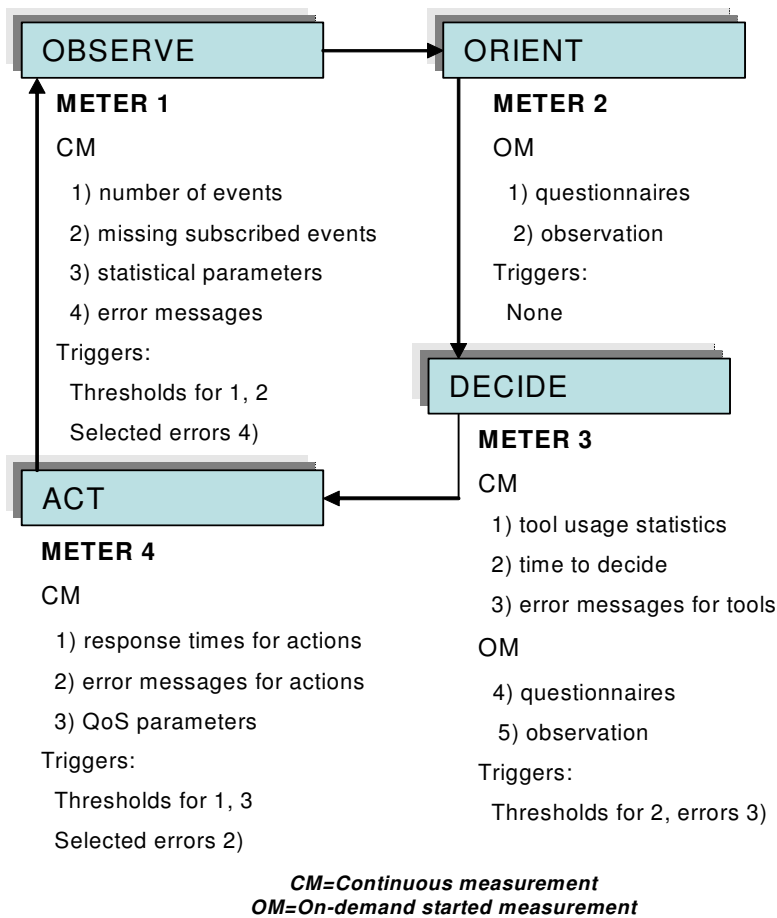 OBSERVE
METER 1
CM
1) number of events
2) missing subscribed events
3) statistical parameters
4) error messages
Triggers:
Thresholds for 1, 2
Selected errors 4)
ORIENT
METER 2
OM
1) questionnaires
2) observation
Triggers:
None
DECIDE
METER 3
CM
1) tool usage statistics
2) time to decide
3) error messages for tools
OM
4) questionnaires
5) observation
Triggers:
Thresholds for 2, errors 3)
ACT
METER 4
CM
1) response times for actions
2) error messages for actions
3) QoS parameters
Triggers:
Thresholds for 1, 3
Selected errors 2)
CM=Continuous measurement
OM=On-demand started measurement